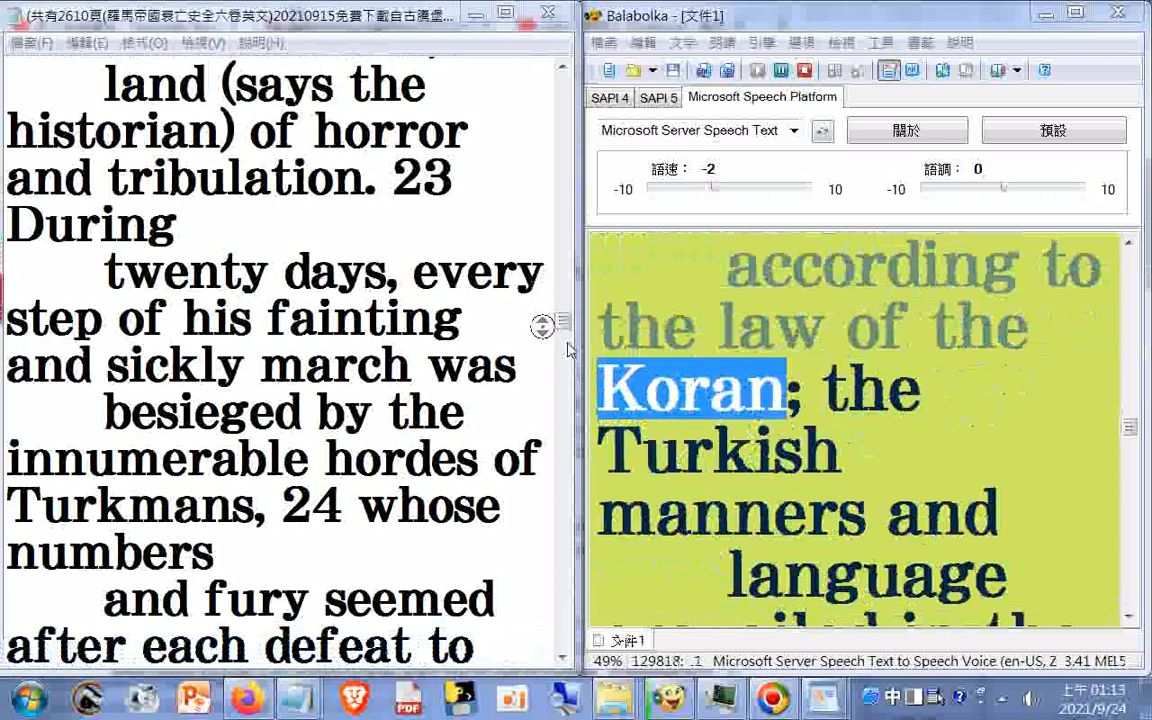 (共有2610頁(羅馬帝國衰亡史全六卷英文)20210915免費下載自古騰堡...
檔案(F) 編輯(E) 格式(O) 檢視(V) 說明(H)
land (says the
historian) of horror
and tribulation. 23
During
twenty days, every
step of his fainting
and sickly march was
besieged by the
innumerable hordes of
Turkmans, 24 whose
numbers
and fury seemed
after each defeat to
Balabolka - [文件1]
檔案 編輯 文字 朗讀 引擎 選項 檢視 工具 書籤 說明
SAPI 4 SAPI 5 Microsoft Speech Platform
Microsoft Server Speech Text 關於 預設
語速： -2 語調： 0
-10 10 -10 10
according to
the law of the
Koran; the
Turkish
manners and
language
文件1
49% 129818: .1 Microsoft Server Speech Text to Speech Voice (en-US, Z 3.41 МЕ
中
上午 01:13
2021/9/24